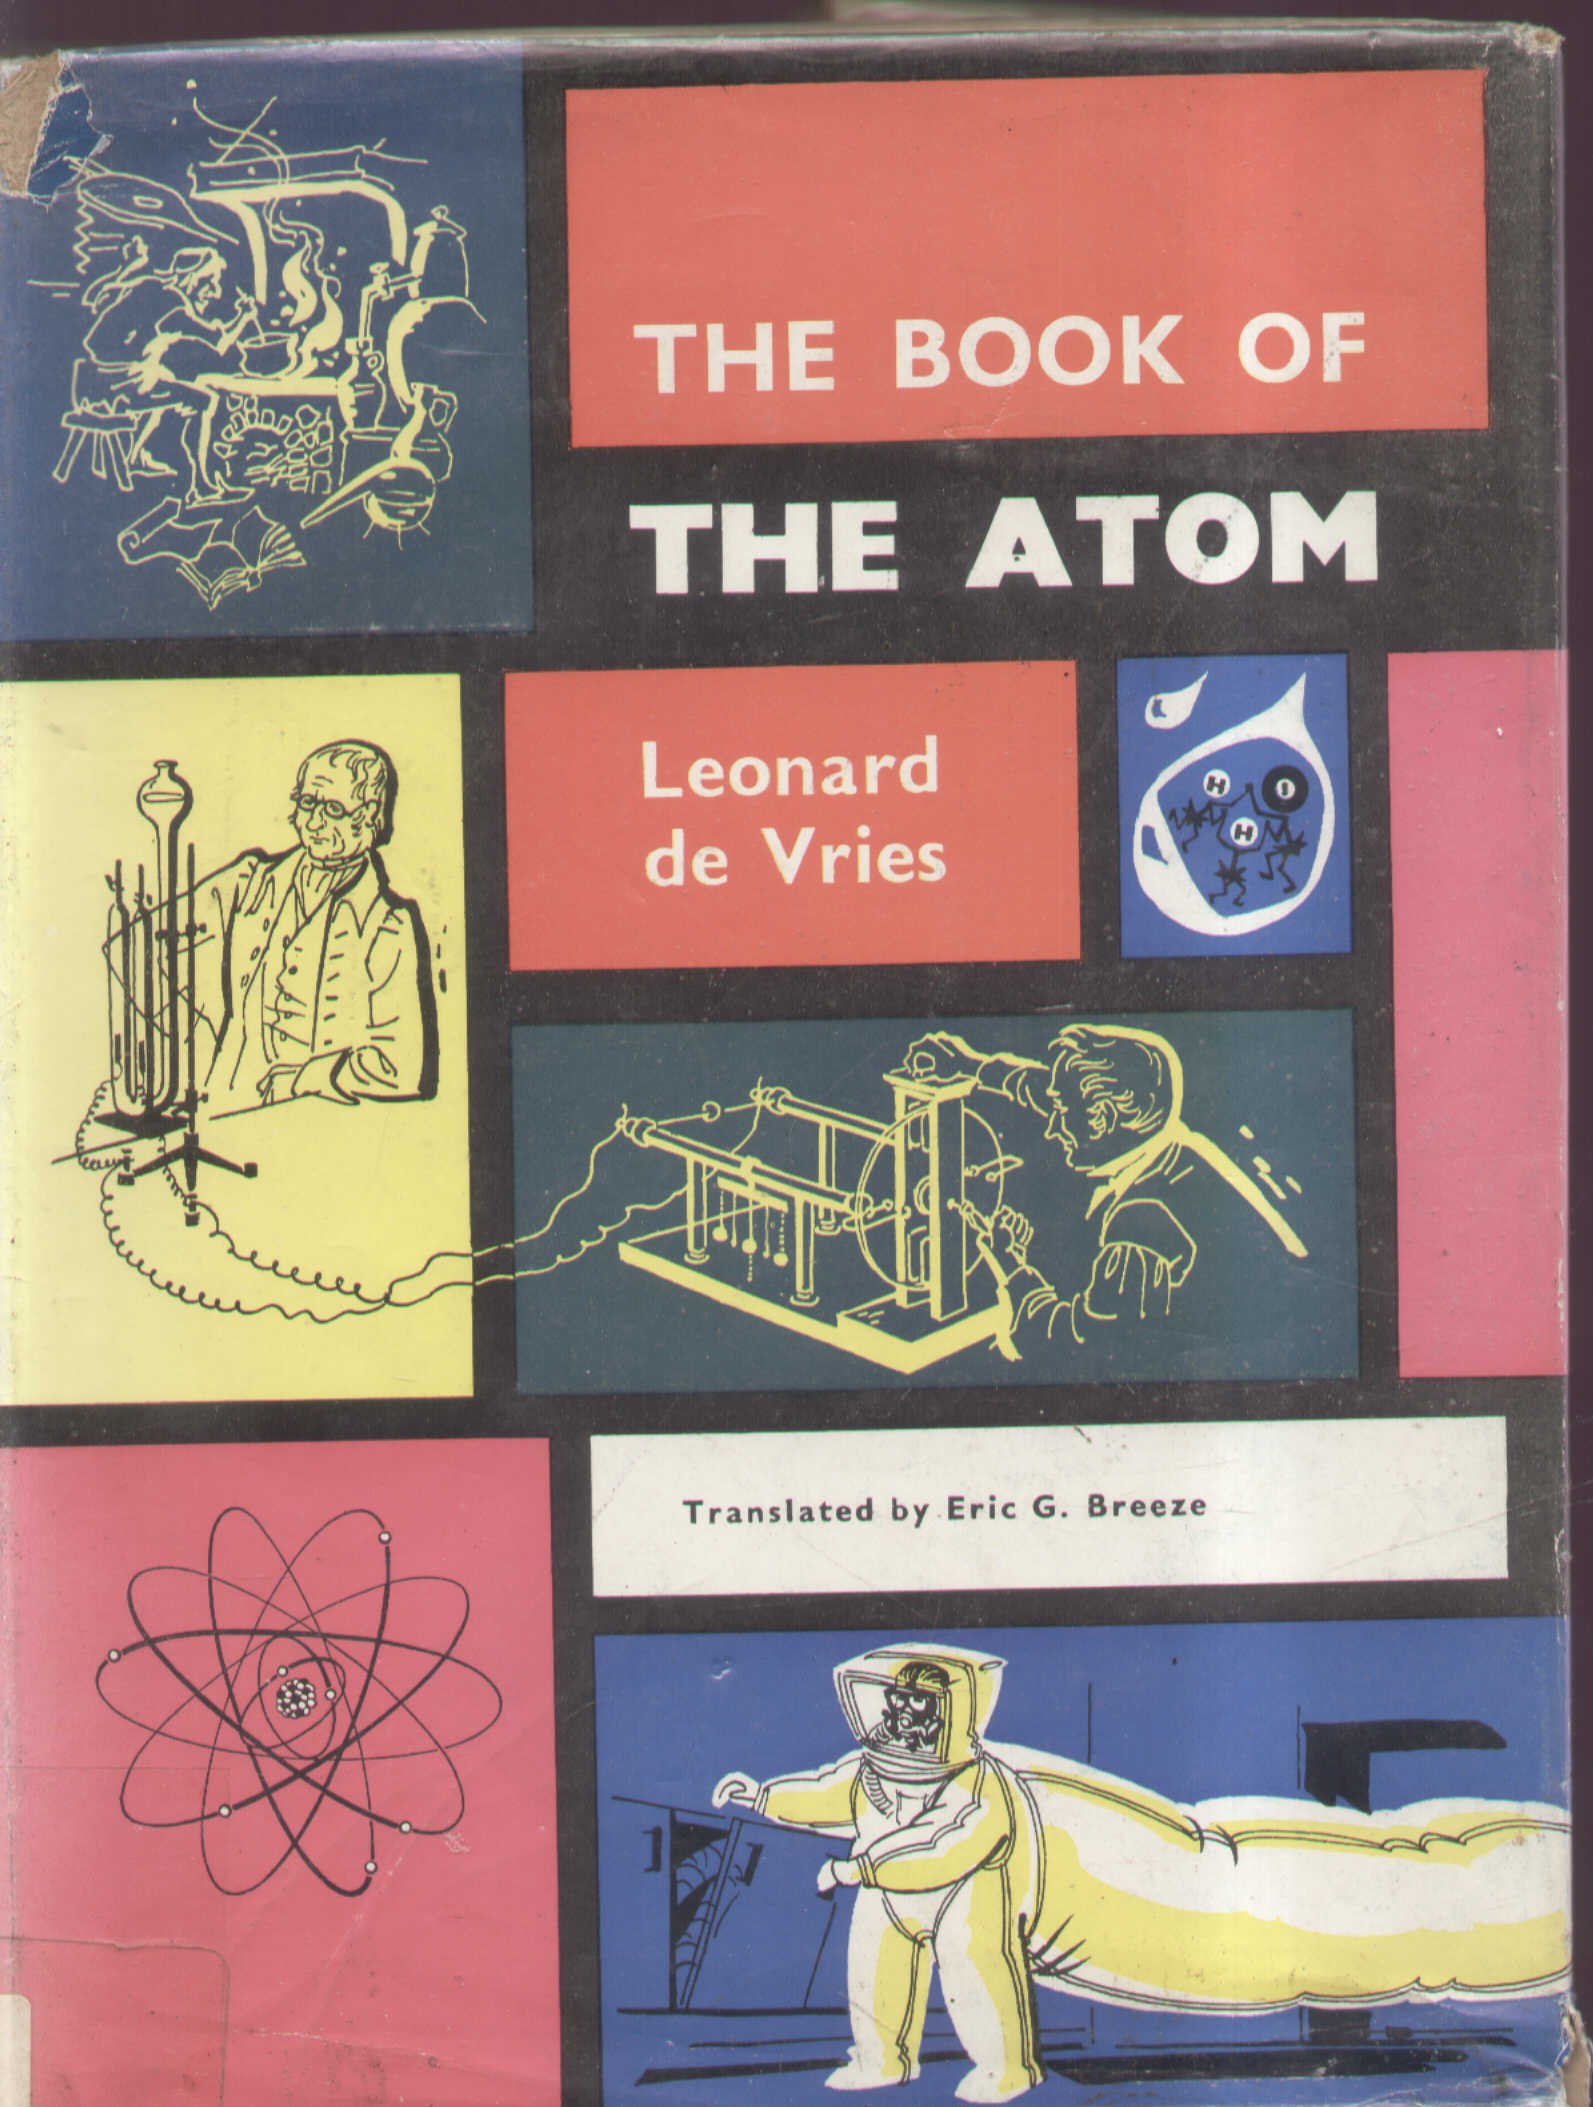 THE BOOK OF
THE ATOM
Leonard
de Vries
H O
H
Translated by Eric G. Breeze